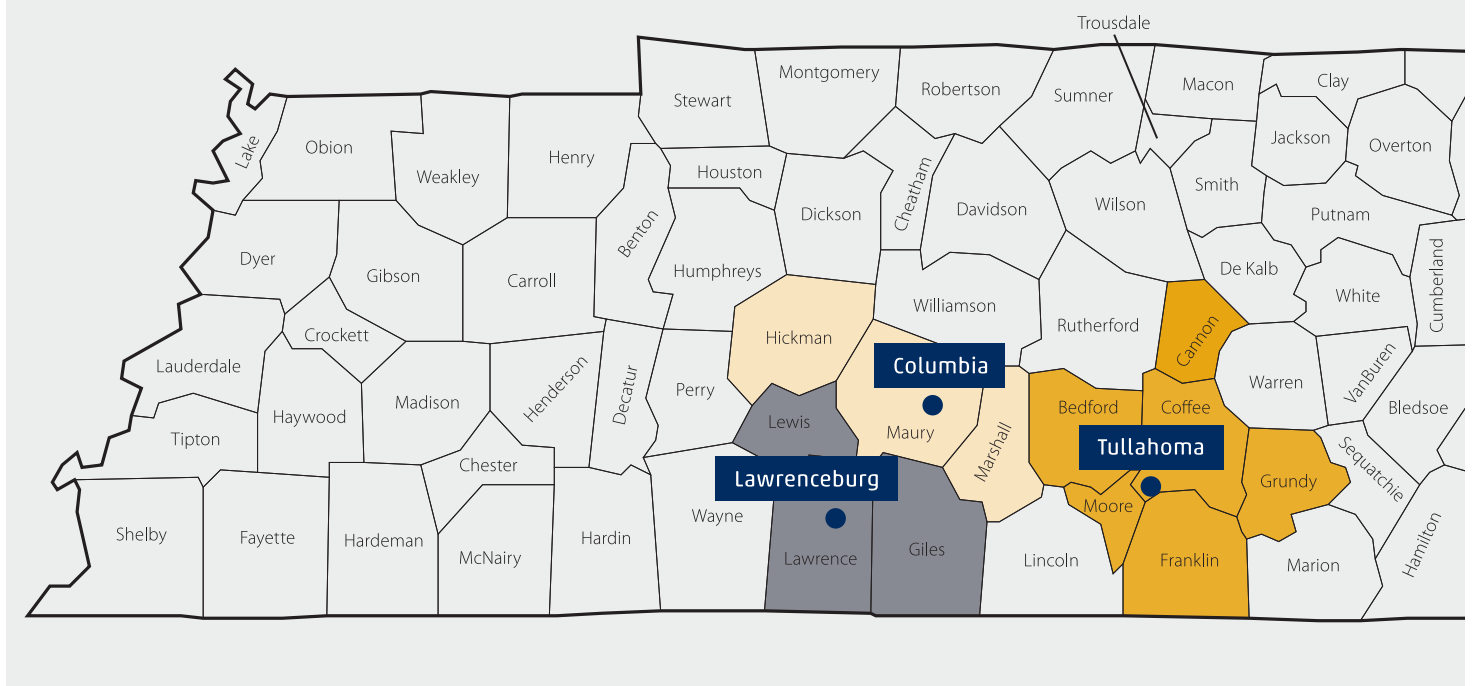 Trousdale
Montgomery
Clay
Macon
Robertson
Sumner
Stewart
Jackson
Overton
Obion
Lake
Henry
Weakley
Houston
Smith
Cheatham
Wilson
Davidson
Dickson
Putnam
Benton
Dyer
De Kalb
Humphreys
Gibson
Carroll
Cumberland
White
Williamson
Rutherford
Crockett
Hickman
Cannon
Lauderdale
Columbia
VanBuren
Warren
Henderson
Perry
Decatur
Madison
Bedford
Coffee
Bledsoe
Haywood
Lewis
Maury
Tipton
Tullahoma
Marshall
Chester
Sequatchie
Lawrenceburg
Grundy
Moore
Wayne
Shelby
Fayette
Hardeman
Hardin
McNairy
Lawrence
Giles
Lincoln
Franklin
Marion
Hamilton